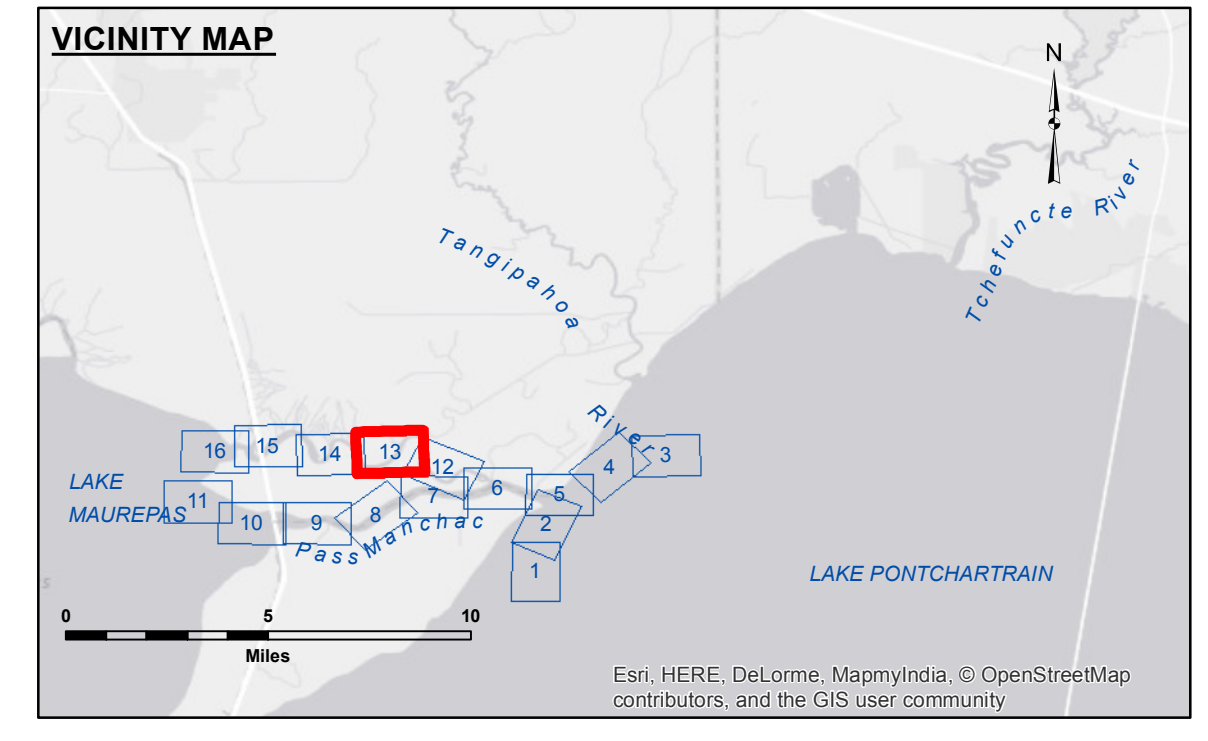 VICINITY MAP
N
Tchefuncte River
Tangipahoa
River
16
15
14
13
12
3
4
LAKE
MAUREPAS
11
10
9
8
7
6
5
2
1
Pass Manchac
LAKE PONTCHARTRAIN
s
0 5 10
Miles
Esri, HERE, DeLorme, MapmyIndia, © OpenStreetMap
contributors, and the GIS user community